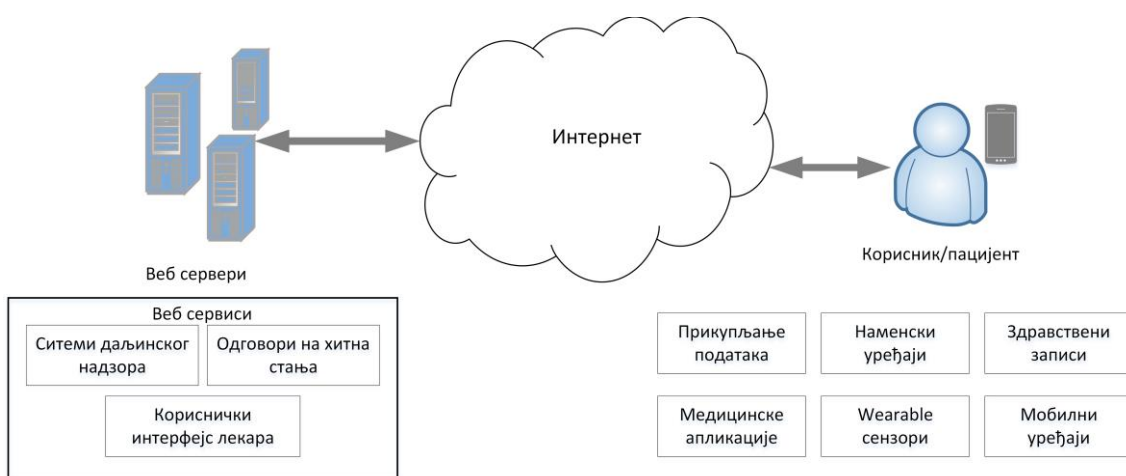 Интернет
Корисник/пацијент
Веб сервери
Веб сервиси
Ситеми даљинског
надзора
Одговори на хитна
стања
Кориснички
интерфејс лекара
Прикупљање
података
Наменски
уређаји
Здравствени
записи
Медицинске
апликације
Wearable
сензори
Мобилни
уређаји